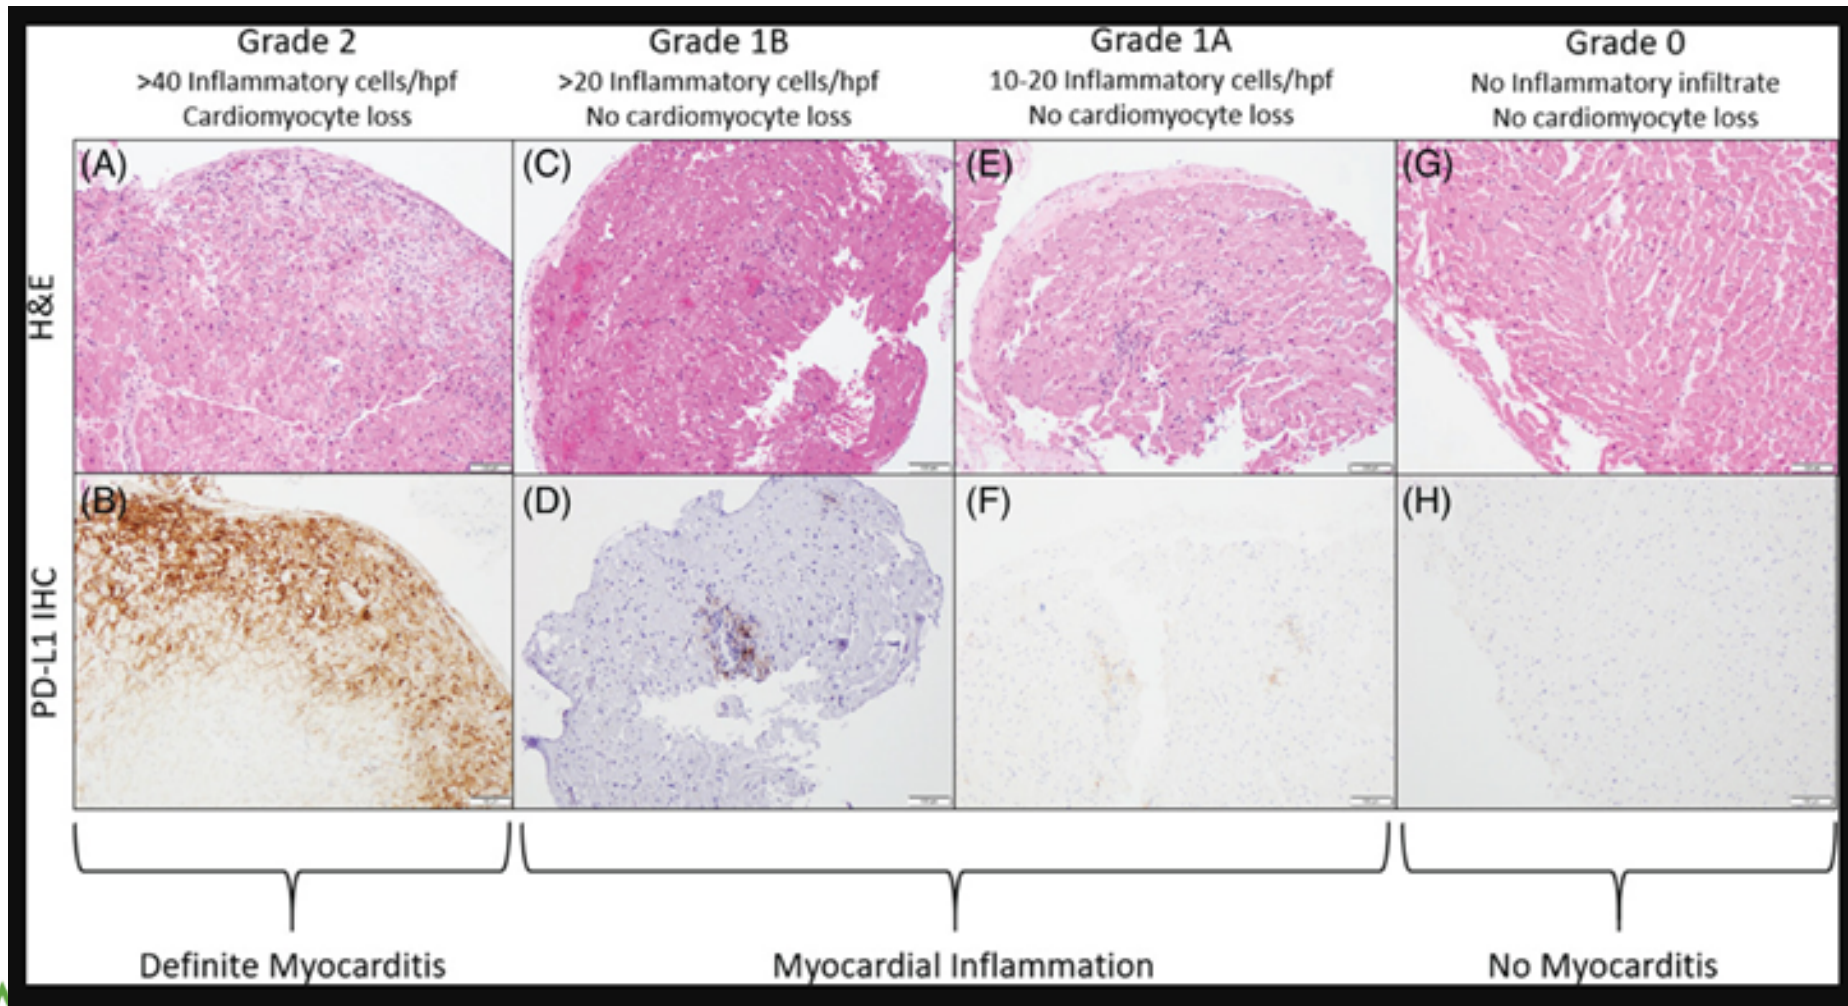 Grade 2
>40 Inflammatory cells/hpf
Cardiomyocyte loss
Grade 1B
>20 Inflammatory cells/hpf
No cardiomyocyte loss
Grade 1A
10-20 Inflammatory cells/hpf
No cardiomyocyte loss
Grade 0
No Inflammatory infiltrate
No cardiomyocyte loss
H&E
(A)
(C)
(E)
(G)
PD-L1 IHC
(B)
(D)
(F)
(H)
Definite Myocarditis
Myocardial Inflammation
No Myocarditis